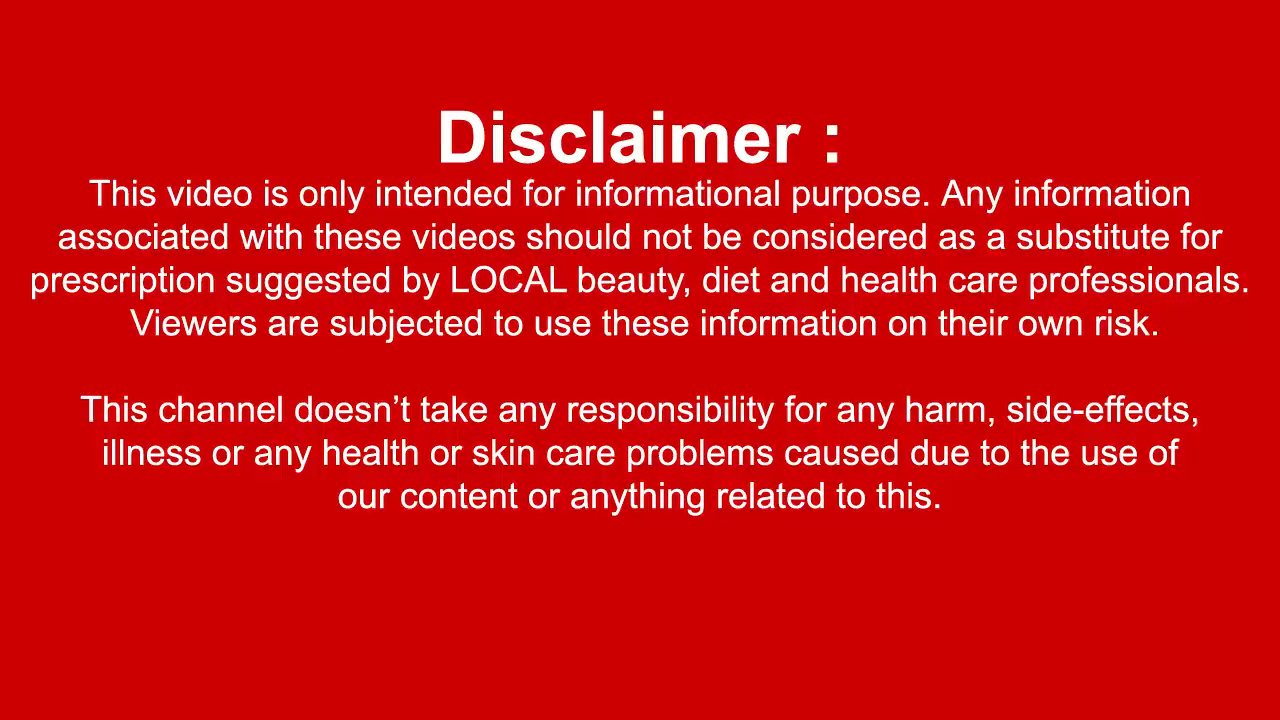 Disclaimer :
This video is only intended for informational purpose. Any information
associated with these videos should not be considered as a substitute for
prescription suggested by LOCAL beauty, diet and health care professionals.
Viewers are subjected to use these information on their own risk.
This channel doesn’t take any responsibility for any harm, side-effects,
illness or any health or skin care problems caused due to the use of
our content or anything related to this.